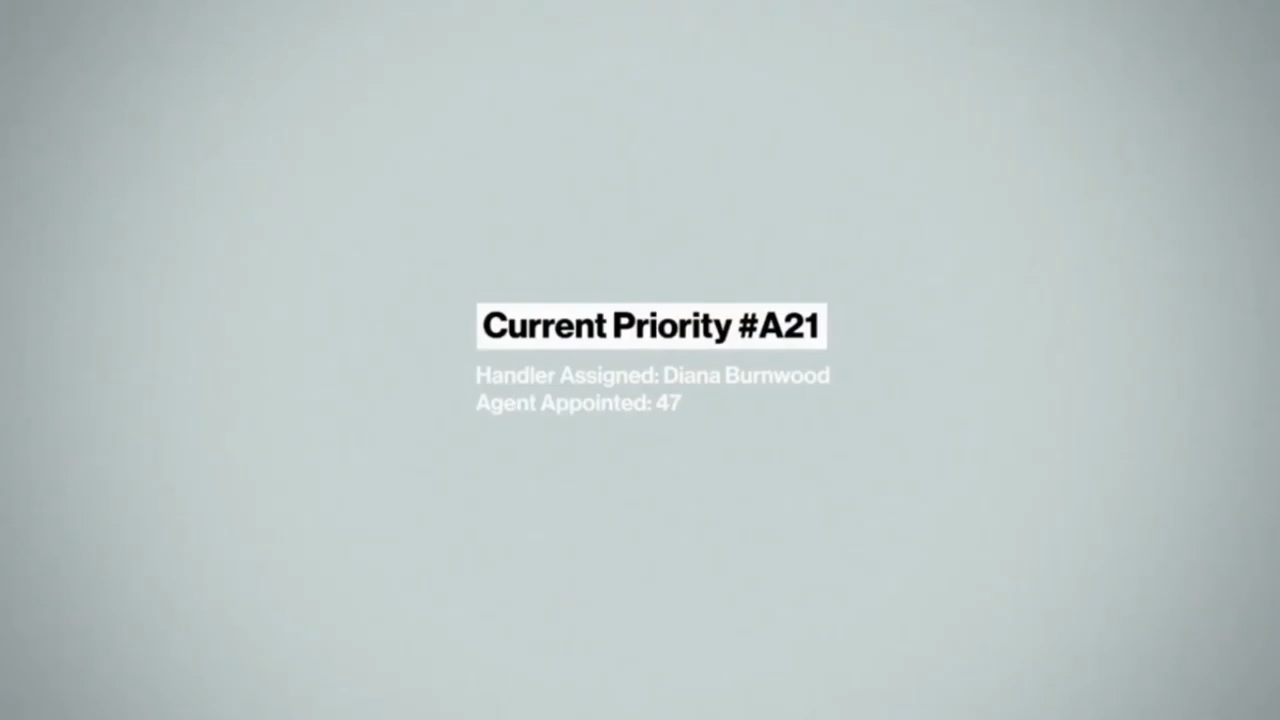 Current Priority #A21
Handler Assigned: Diana Burnwood
Agent Appointed: 47